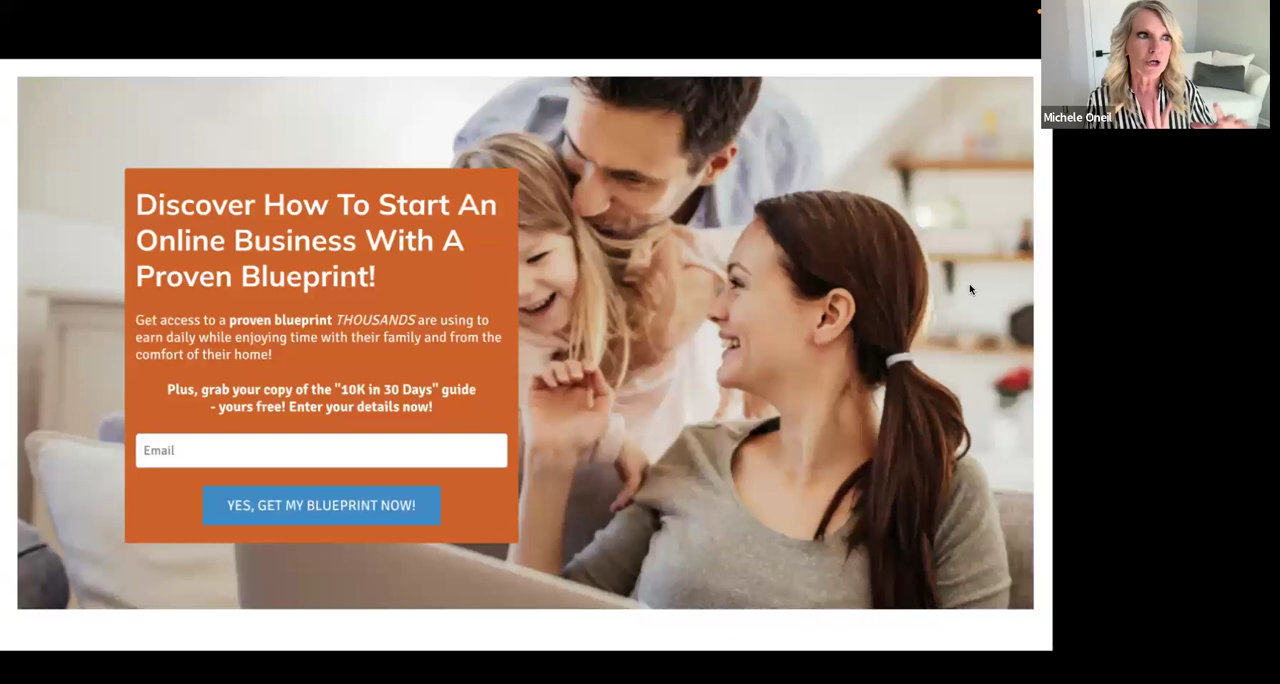 Michele Oneil
Discover How To Start An
Online Business With A
Proven Blueprint!
Get access to a proven blueprint THOUSANDS are using to
earn daily while enjoying time with their family and from the
comfort of their home!
Plus, grab your copy of the "10K in 30 Days" guide
- yours free! Enter your details now!
Email
YES, GET MY BLUEPRINT NOW!